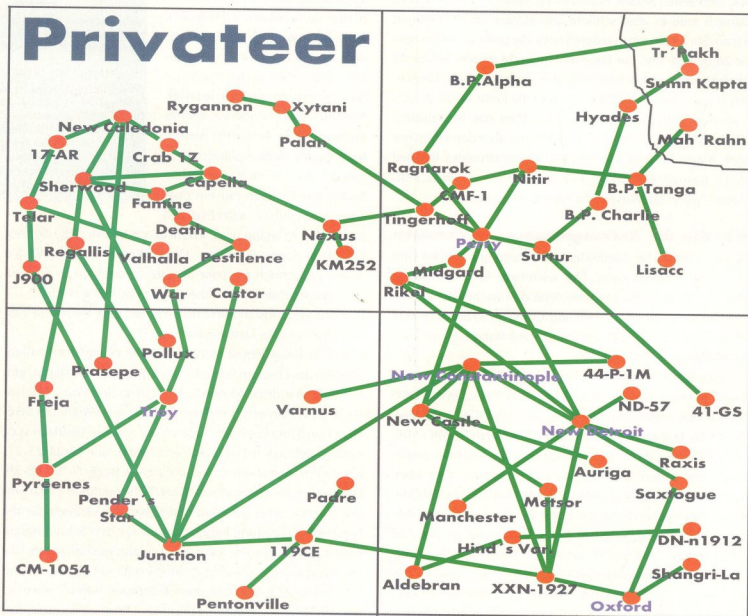 Privateer
Tr´Pakh
B.P.Alpha
Sumn Kapta
Rygannon
Xytani
Hyades
Mah´Rahn
New Caledonia
Palan
17-AR
Crab 1Z
Ragnarok
Nitir
Sherwood
Capella
CMF-1
B.P. Tanga
Famine
Telar
Death
Nexus
Tingerhoff
B.P. Charlie
Perry
Regallis
Valhalla
Pestilence
KM252
Midgard
Surtur
Lisacc
J900
War
Castor
Rikel
Pollux
Prasepe
New Constantinople
44-P-1M
Freja
Troy
Varnus
New Castle
ND-57
41-GS
New Detroit
Auriga
Raxis
Pyreenes
Padre
Saxtogue
Pender´s
Star
Metsor
Manchester
Junction
119CE
Hind´s Var.
DN-n1912
CM-1054
Aldebran
XXN-1927
Shangri-La
Pentonville
Oxford